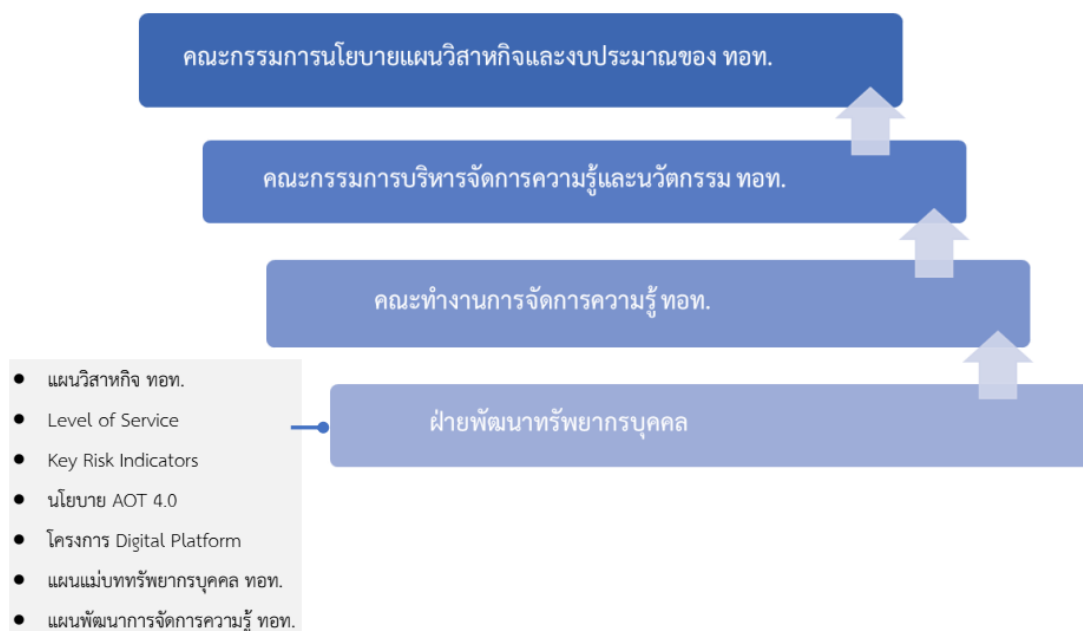 คณะกรรมการนโยบายแผนวิสาหกิจและงบประมาณของ ทอท.
คณะกรรมการบริหารจัดการความรู้และนวัตกรรม ทอท.
คณะทำงานการจัดการความรู้ ทอท.
ฝ่ายพัฒนาทรัพยากรบุคคล
● แผนวิสาหกิจ ทอท.
● Level of Service
● Key Risk Indicators
● นโยบาย AOT 4.0
● โครงการ Digital Platform
● แผนแม่บททรัพยากรบุคคล ทอท.
● แผนพัฒนาการจัดการความรู้ ทอท.